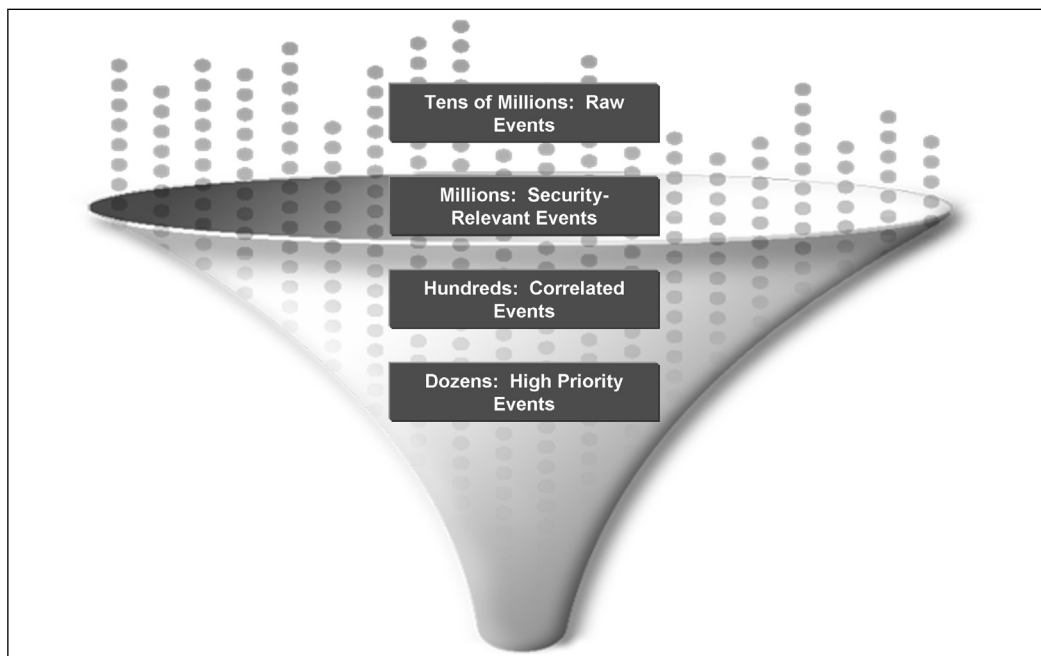 Tens of Millions:  Raw
Events
Millions:  Security-
Relevant Events
Hundreds:  Correlated
Events
Dozens:  High Priority
Events